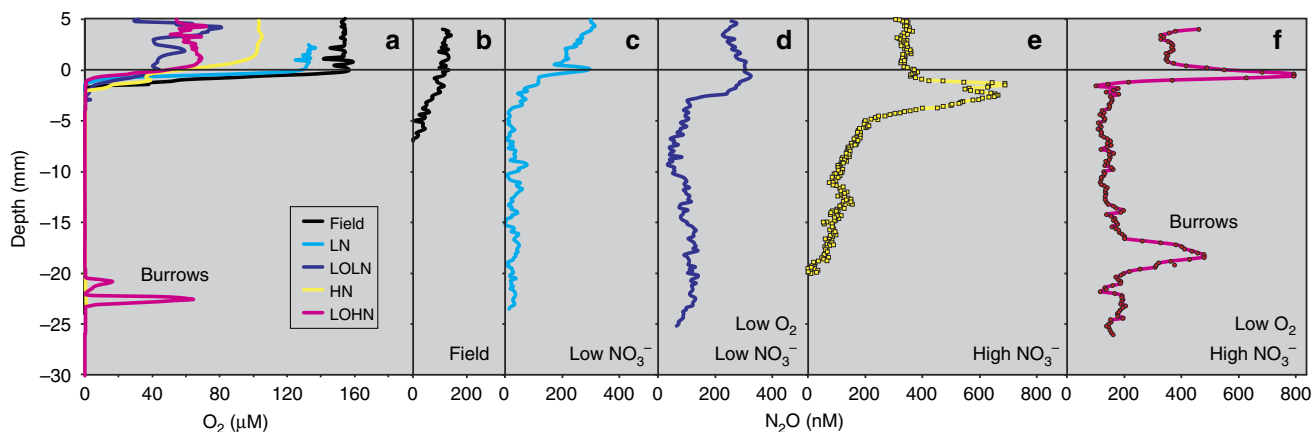 a
b
c
d
e
f
Depth (mm)
5
0
−5
−10
−15
−20
−25
−30
Burrows
Field
LN
LOLN
HN
LOHN
Field
Low NO₃⁻
Low O₂
Low NO₃⁻
High NO₃⁻
Burrows
Low O₂
High NO₃⁻
40 80 120 160
0 200
0 200 400
0 200 400
0 200 400 600 800
0 200 400 600 800
O₂ (μM)
N₂O (nM)